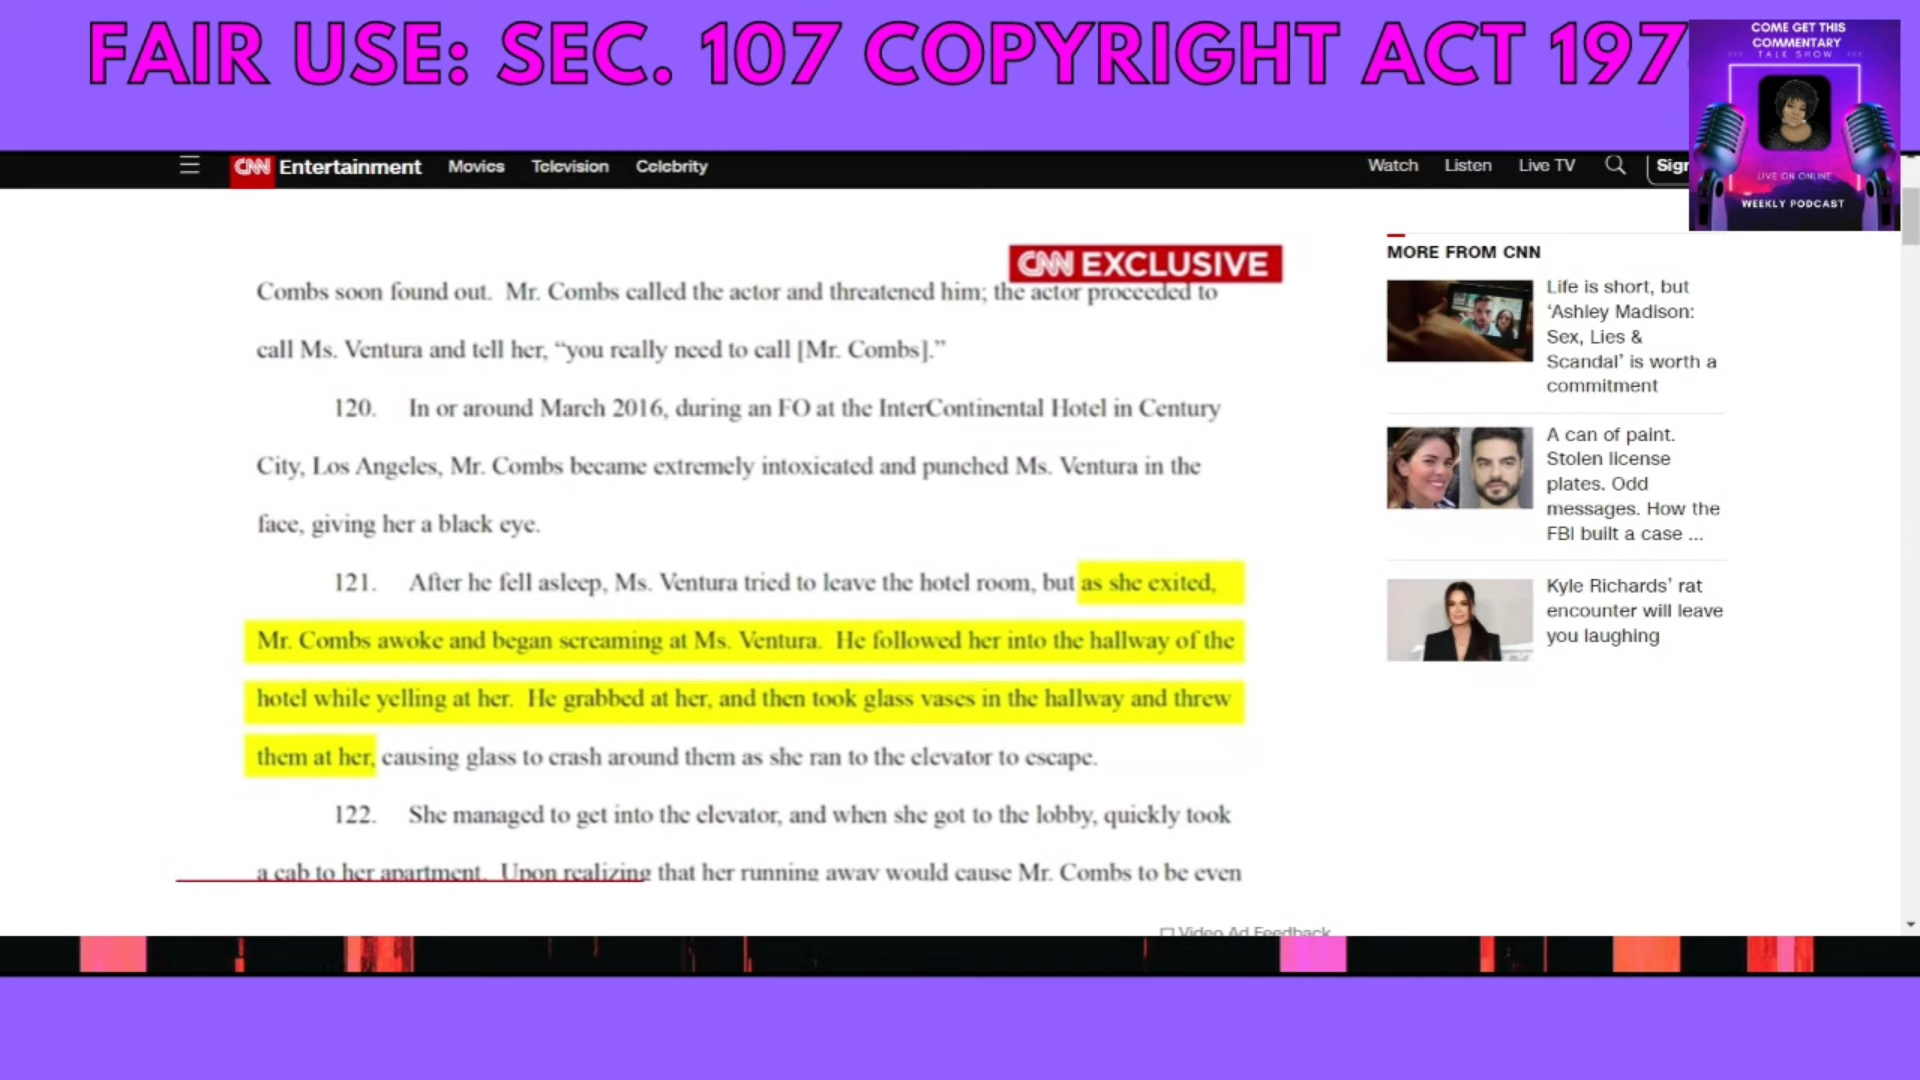 FAIR USE: SEC. 107 COPYRIGHT ACT 197
COME GET THIS
COMMENTARY
TALK SHOW
LIVE ON ONLINE
WEEKLY PODCAST
CNN Entertainment Movies Television Celebrity
Watch Listen Live TV Sign
CNN EXCLUSIVE
Combs soon found out. Mr. Combs called the actor and threatened him; the actor proceeded to
call Ms. Ventura and tell her, “you really need to call [Mr. Combs].”
120. In or around March 2016, during an FO at the InterContinental Hotel in Century
City, Los Angeles, Mr. Combs became extremely intoxicated and punched Ms. Ventura in the
face, giving her a black eye.
121. After he fell asleep, Ms. Ventura tried to leave the hotel room, but as she exited,
Mr. Combs awoke and began screaming at Ms. Ventura. He followed her into the hallway of the
hotel while yelling at her. He grabbed at her, and then took glass vases in the hallway and threw
them at her, causing glass to crash around them as she ran to the elevator to escape.
122. She managed to get into the elevator, and when she got to the lobby, quickly took
a cab to her apartment. Upon realizing that her running away would cause Mr. Combs to be even
Video Ad Feedback
MORE FROM CNN
Life is short, but
‘Ashley Madison:
Sex, Lies &
Scandal’ is worth a
commitment
A can of paint.
Stolen license
plates. Odd
messages. How the
FBI built a case ...
Kyle Richards’ rat
encounter will leave
you laughing